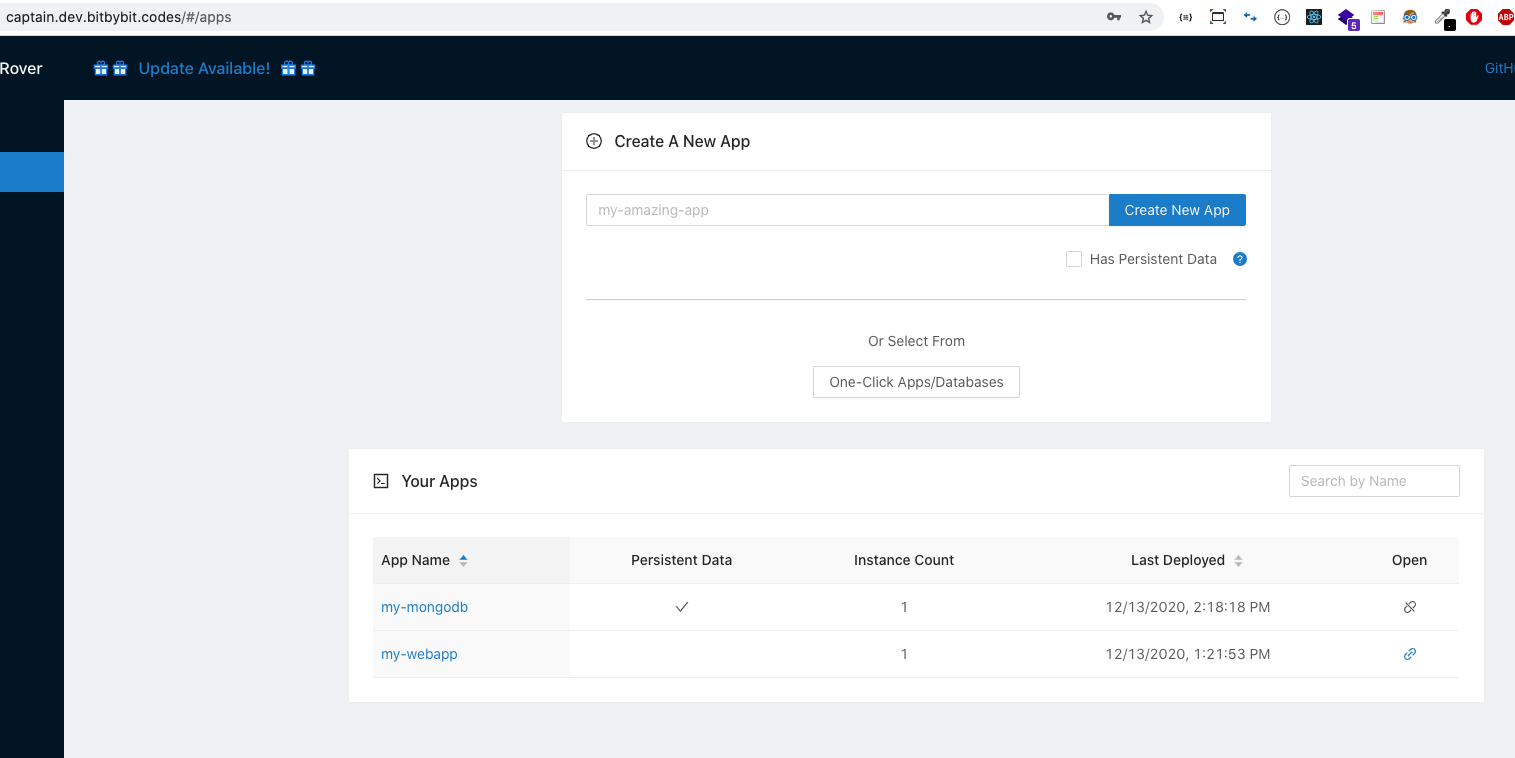 captain.dev.bitbybit.codes/#/apps
5
ABP
Rover
Update Available!
GitH
Create A New App
my-amazing-app
Create New App
Has Persistent Data
?
Or Select From
One-Click Apps/Databases
Your Apps
Search by Name
App Name Persistent Data Instance Count Last Deployed Open
my-mongodb 1 12/13/2020, 2:18:18 PM
my-webapp 1 12/13/2020, 1:21:53 PM